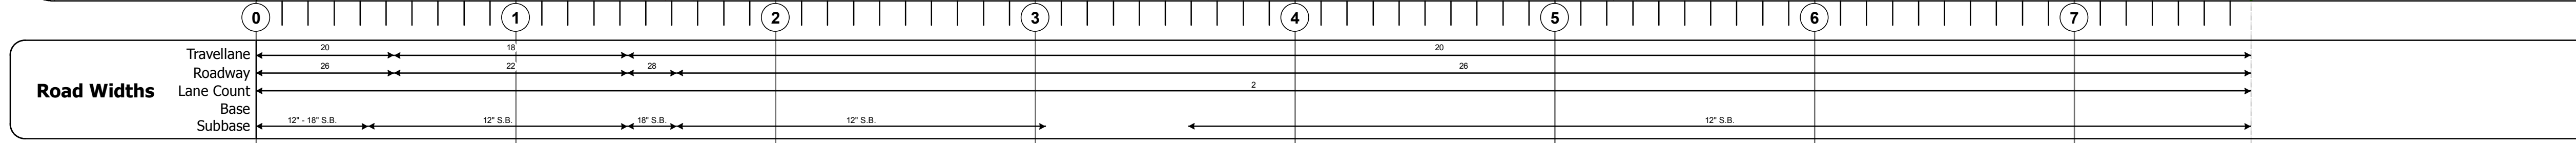 0 1 2 3 4 5 6 7
Road Widths
Travellane 20 18 20
Roadway 26 22 28 26
Lane Count 2
Base
Subbase 12" - 18" S.B. 12" S.B. 18" S.B. 12" S.B. 12" S.B.